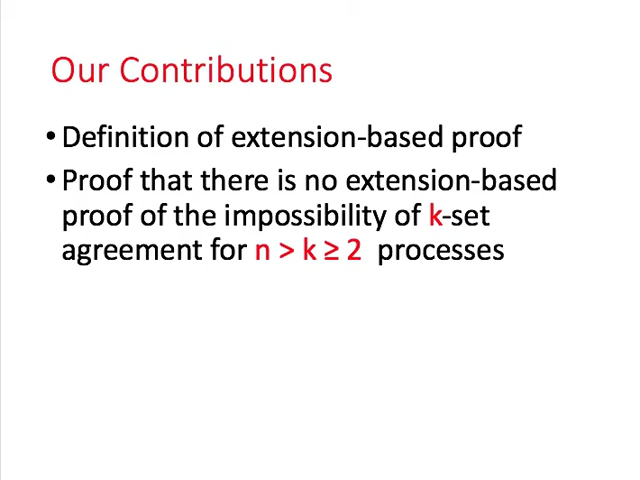 Our Contributions
• Definition of extension-based proof
• Proof that there is no extension-based
proof of the impossibility of k-set
agreement for n > k ≥ 2 processes